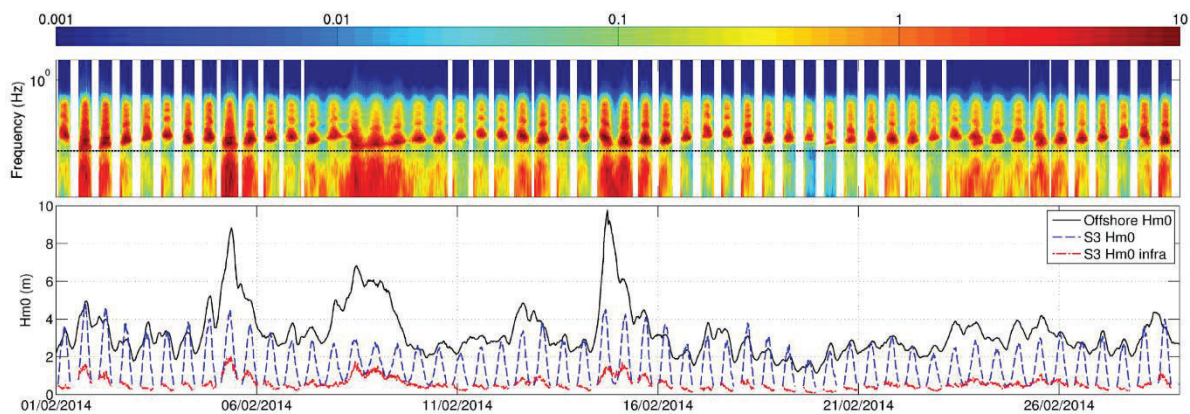 0.001 0.01 0.1 1 10
Frequency (Hz)
10⁰
Hm0 (m)
10
8
6
4
2
0
Offshore Hm0
S3 Hm0
S3 Hm0 infra
01/02/2014 06/02/2014 11/02/2014 16/02/2014 21/02/2014 26/02/2014